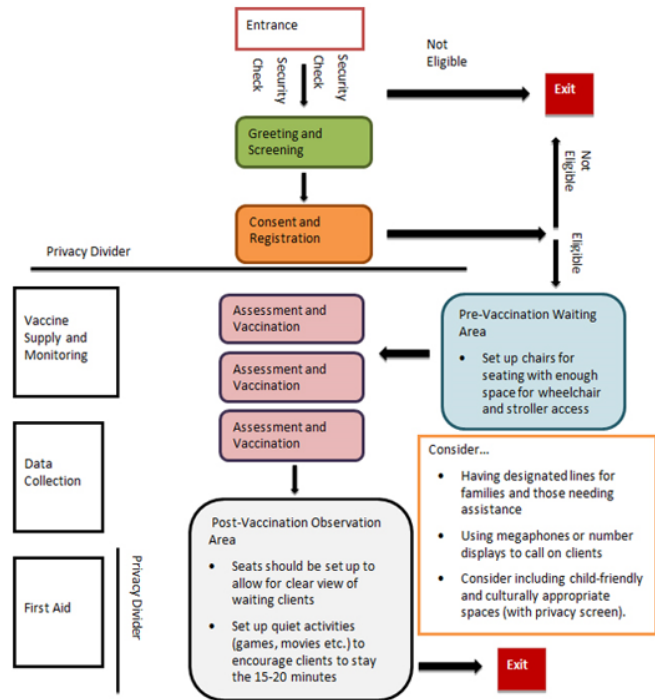 Entrance
Not
Eligible
Security
Check
Security
Check
Exit
Greeting and
Screening
Not
Eligible
Consent and
Registration
Eligible
Privacy Divider
Vaccine
Supply and
Monitoring
Assessment and
Vaccination
Assessment and
Vaccination
Assessment and
Vaccination
Pre-Vaccination Waiting
Area
• Set up chairs for
seating with enough
space for wheelchair
and stroller access
Data
Collection
Consider...
• Having designated lines for
families and those needing
assistance
• Using megaphones or number
displays to call on clients
• Consider including child-friendly
and culturally appropriate
spaces (with privacy screen).
Post-Vaccination Observation
Area
• Seats should be set up to
allow for clear view of
waiting clients
• Set up quiet activities
(games, movies etc.) to
encourage clients to stay
the 15-20 minutes
First Aid
Privacy Divider
Exit